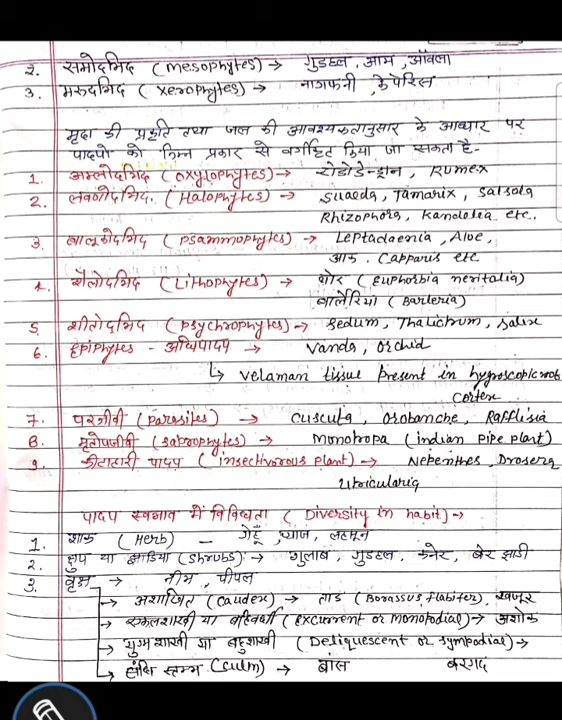 2. समोदभिद (mesophytes) → गुडहल, आम, आँवला
3. मरुदभिद (xerophytes) → नागफनी, केपेरिस
मृदा की प्रकृति तथा जल की आवश्यकतानुसार के आधार पर
पादपो को निम्न प्रकार से वर्गीकृत किया जा सकता है-
1. अम्लोदभिद (oxylophytes) → रोडोडेन्ड्रोन, Rumex
2. लवणोदभिद. (Halophytes) → suaeda, Tamarix, salsola
Rhizophora, Kandelia etc.
3. बालूकोदभिद (psammophytes) → Leptadaenia, Aloe,
आक. Capparis etc.
4. शैलोदभिद (Lithophytes) → थोर (Euphorbia neritalia)
बार्लेरिया (Barleria)
5. शीतोदभिद (psychrophytes) → sedum, Thalictrum, salix
6. Epiphytes - अधिपादप → Vanda, orchid
↳ velaman tissue present in hygroscopic root
cortex
7. परजीवी (parasites) → cuscuta, orobanche, Rafflisia
8. मृतोपजीवी (saprophytes) → monotropa (indian pipe plant)
9. कीटाहारी पादप (insectivorous plant) → Nepenthes, Drosera
utricularia
पादप स्वभाव में विविधता (Diversity in habit) →
1. शाक (Herb) - गेहूँ, प्याज, लहसून
2. क्षुप या झाडिया (shrubs) → गुलाब, गुडहल, कनेर, बेर झाडी
3. वृक्ष → नीम, पीपल
→ अशाखित (caudex) → ताड (Borassus flabifer), खजूर
→ एकलशाखी या बहिर्वर्धी (excurrent or monopodial) → अशोक
→ युग्मशाखी या बहुशाखी (Deliquescent or sympodial) →
→ संधि स्तम्भ (culm) → बांस बरगद